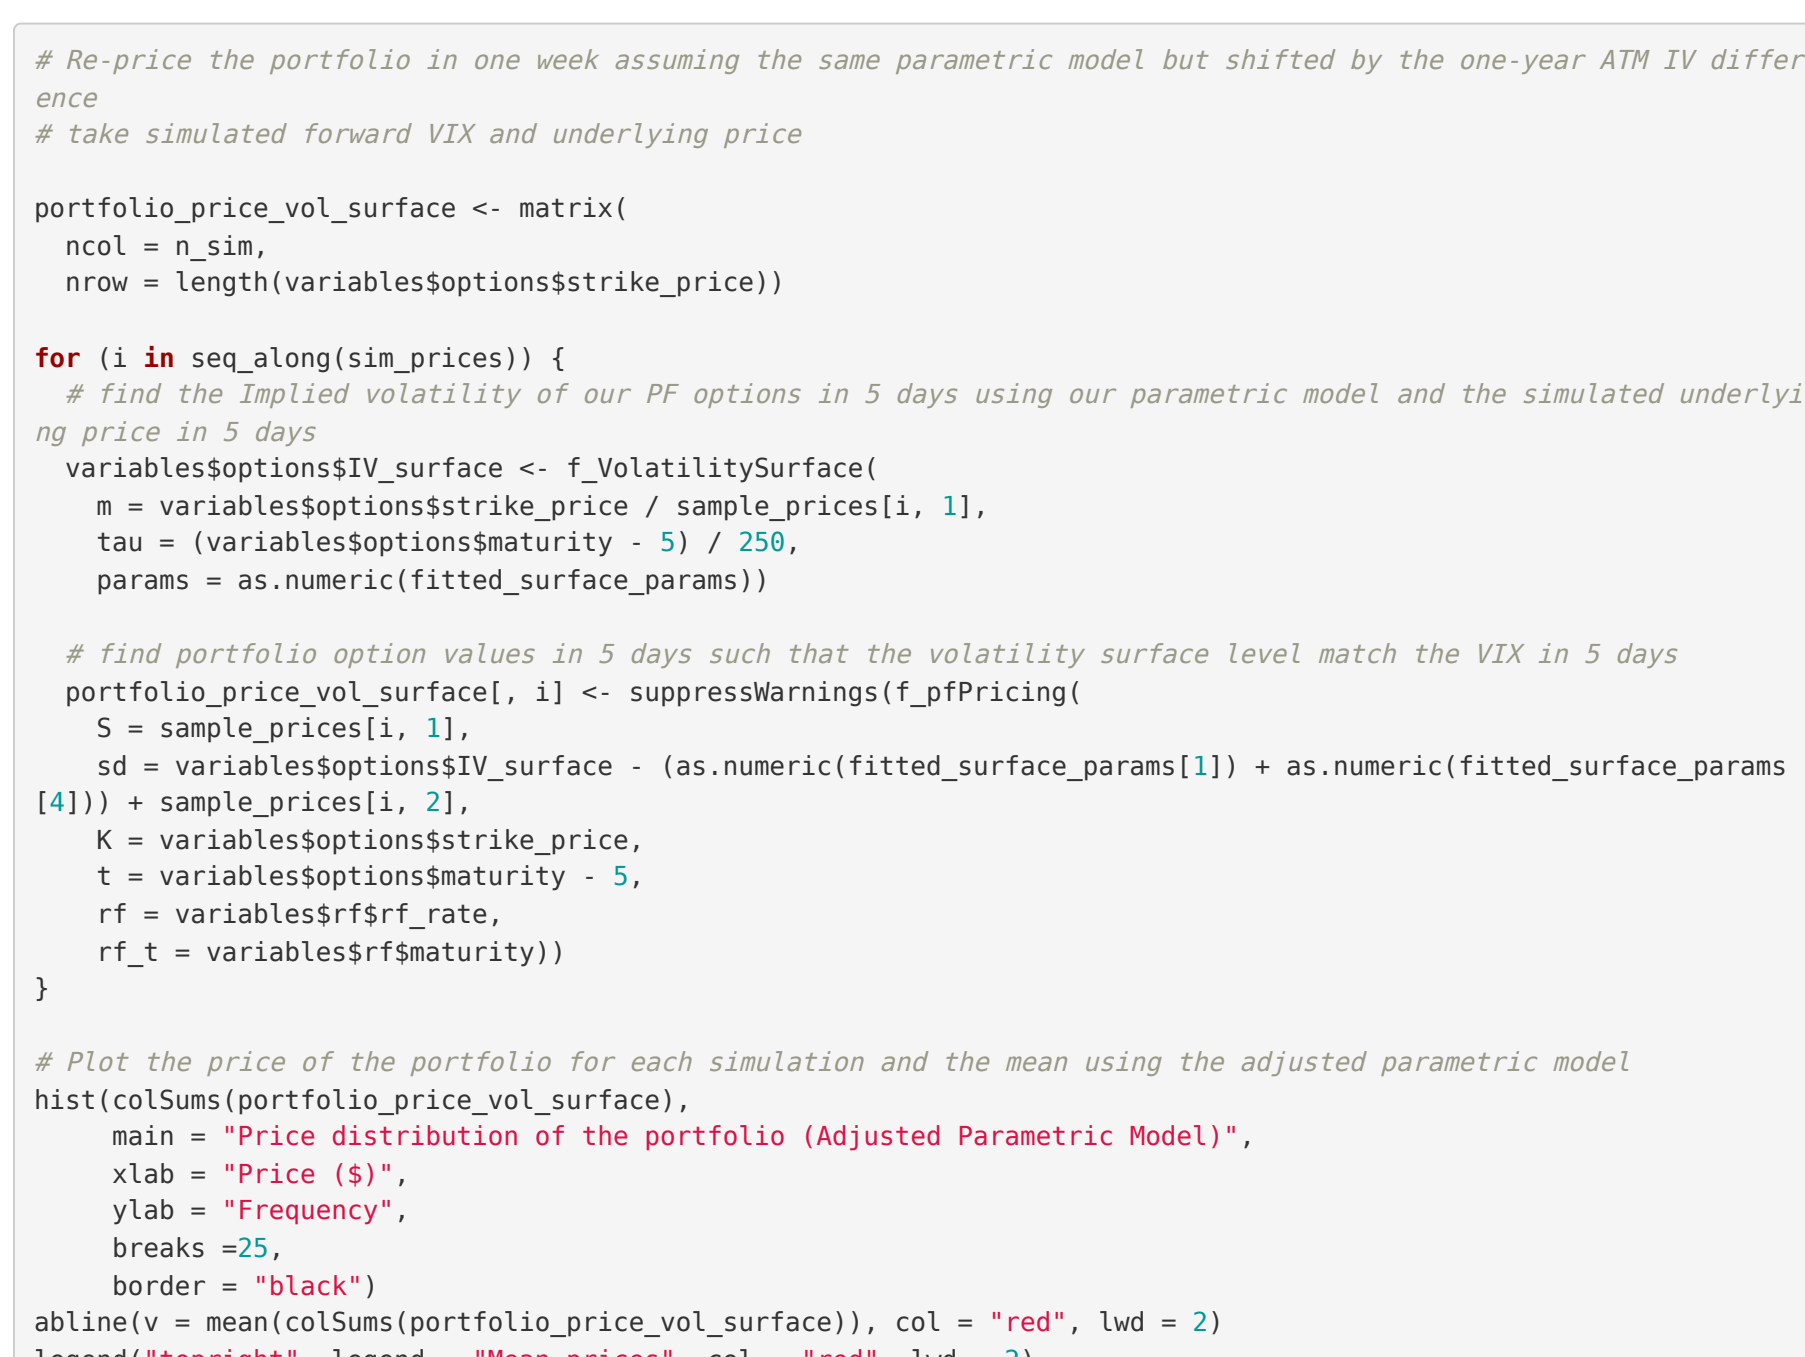 # Re-price the portfolio in one week assuming the same parametric model but shifted by the one-year ATM IV differ
ence
# take simulated forward VIX and underlying price
portfolio_price_vol_surface <- matrix(
  ncol = n_sim,
  nrow = length(variables$options$strike_price))
for (i in seq_along(sim_prices)) {
  # find the Implied volatility of our PF options in 5 days using our parametric model and the simulated underlyi
ng price in 5 days
  variables$options$IV_surface <- f_VolatilitySurface(
    m = variables$options$strike_price / sample_prices[i, 1],
    tau = (variables$options$maturity - 5) / 250,
    params = as.numeric(fitted_surface_params))
  # find portfolio option values in 5 days such that the volatility surface level match the VIX in 5 days
  portfolio_price_vol_surface[, i] <- suppressWarnings(f_pfPricing(
    S = sample_prices[i, 1],
    sd = variables$options$IV_surface - (as.numeric(fitted_surface_params[1]) + as.numeric(fitted_surface_params
[4])) + sample_prices[i, 2],
    K = variables$options$strike_price,
    t = variables$options$maturity - 5,
    rf = variables$rf$rf_rate,
    rf_t = variables$rf$maturity))
}
# Plot the price of the portfolio for each simulation and the mean using the adjusted parametric model
hist(colSums(portfolio_price_vol_surface),
     main = "Price distribution of the portfolio (Adjusted Parametric Model)",
     xlab = "Price ($)",
     ylab = "Frequency",
     breaks =25,
     border = "black")
abline(v = mean(colSums(portfolio_price_vol_surface)), col = "red", lwd = 2)
legend("topright", legend = "Mean prices", col = "red", lwd = 2)